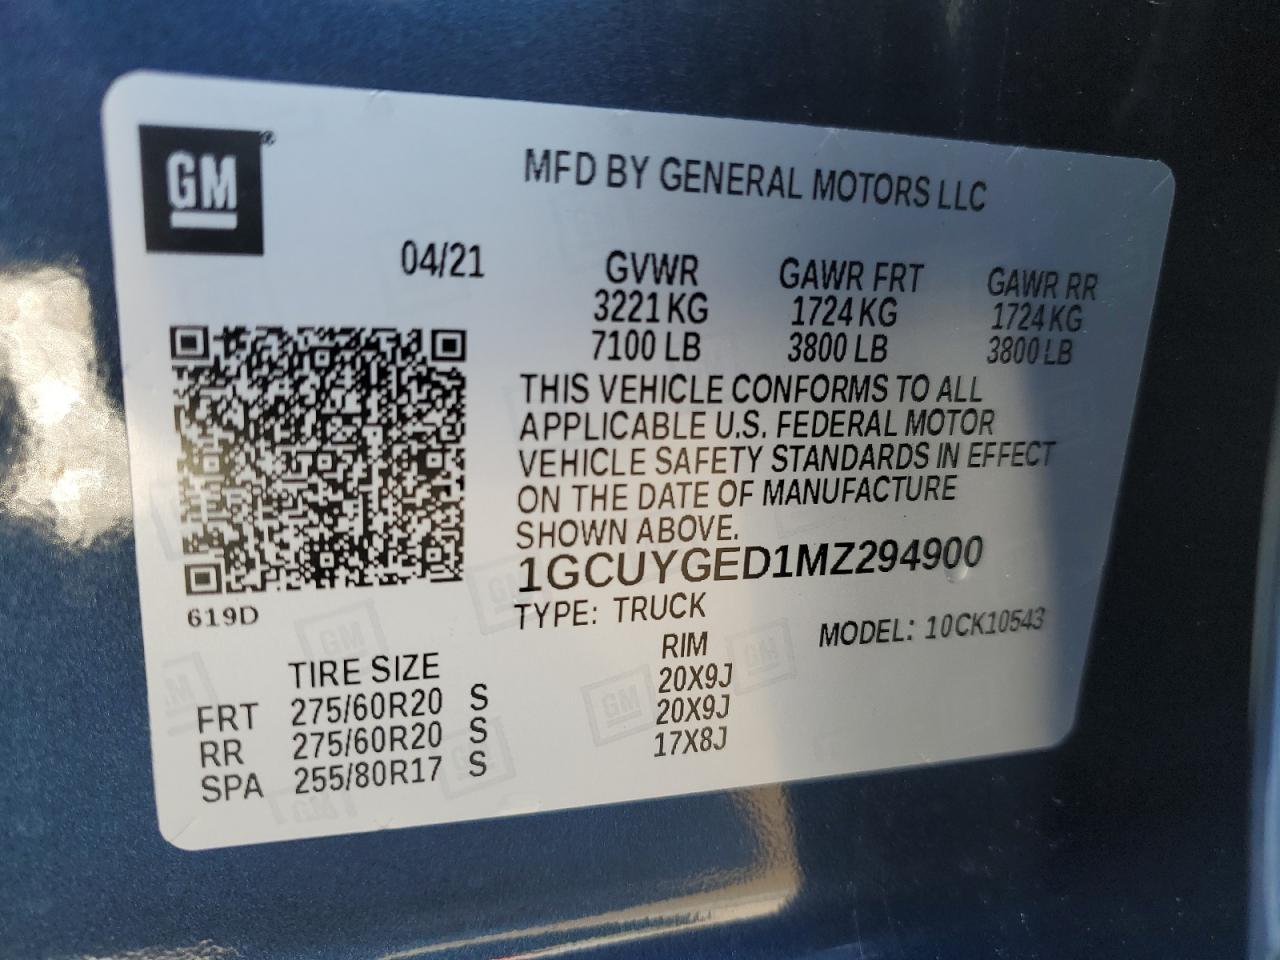 GM®
MFD BY GENERAL MOTORS LLC
04/21
GVWR GAWR FRT GAWR RR
3221 KG 1724 KG 1724 KG
7100 LB 3800 LB 3800 LB
THIS VEHICLE CONFORMS TO ALL
APPLICABLE U.S. FEDERAL MOTOR
VEHICLE SAFETY STANDARDS IN EFFECT
ON THE DATE OF MANUFACTURE
SHOWN ABOVE.
1GCUYGED1MZ294900
619D
TYPE: TRUCK
MODEL: 10CK10543
TIRE SIZE RIM
FRT 275/60R20 S 20X9J
RR 275/60R20 S 20X9J
SPA 255/80R17 S 17X8J